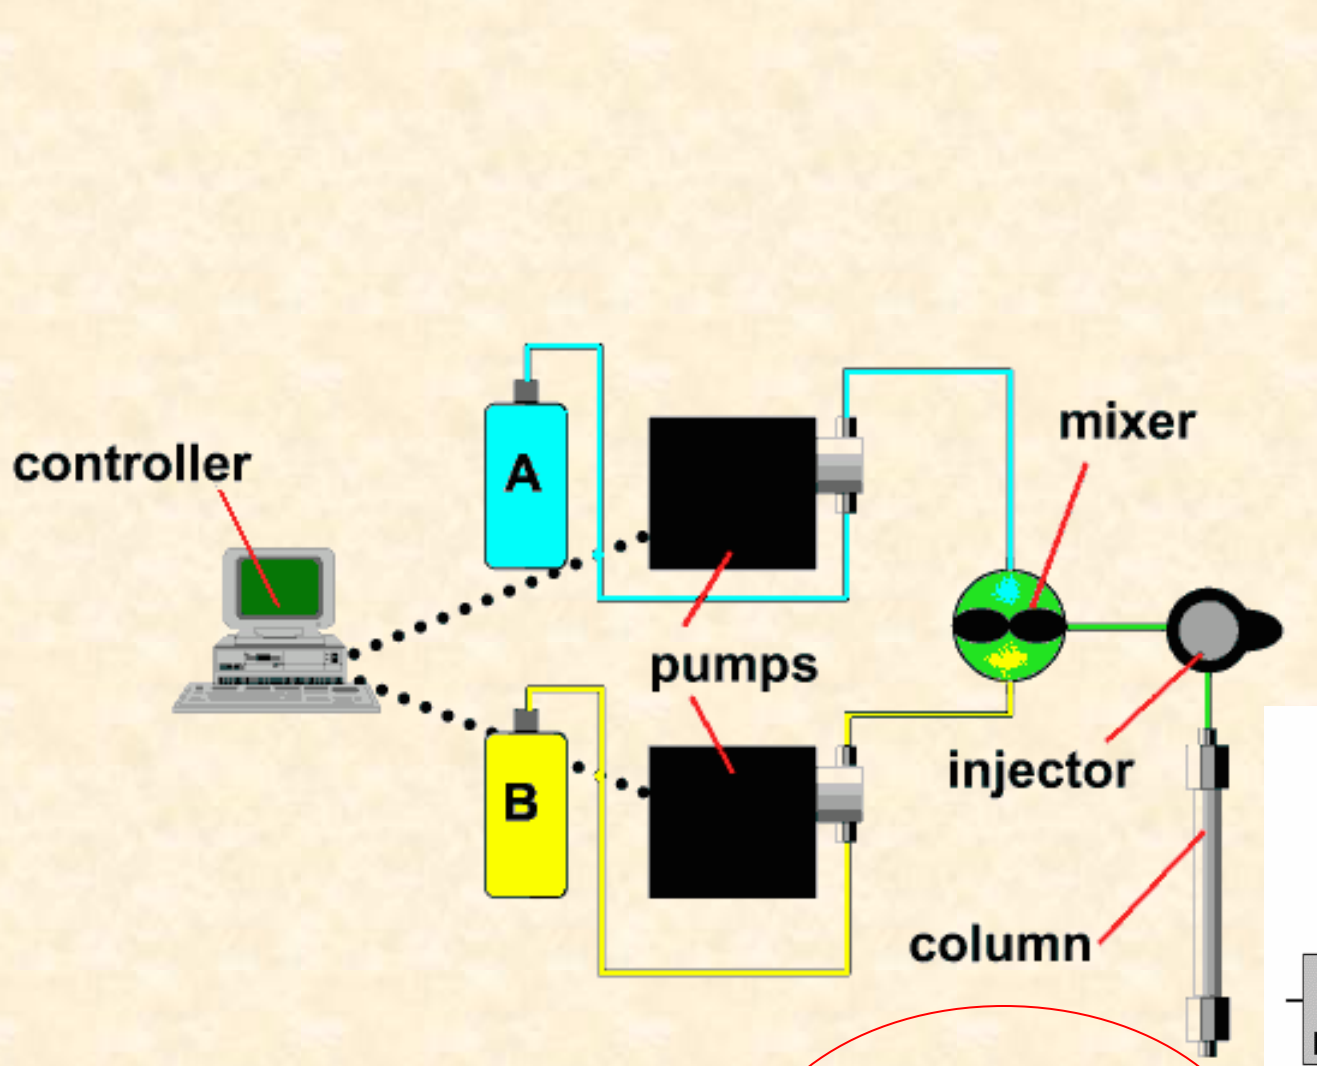 mixer
controller
A
pumps
B
injector
column